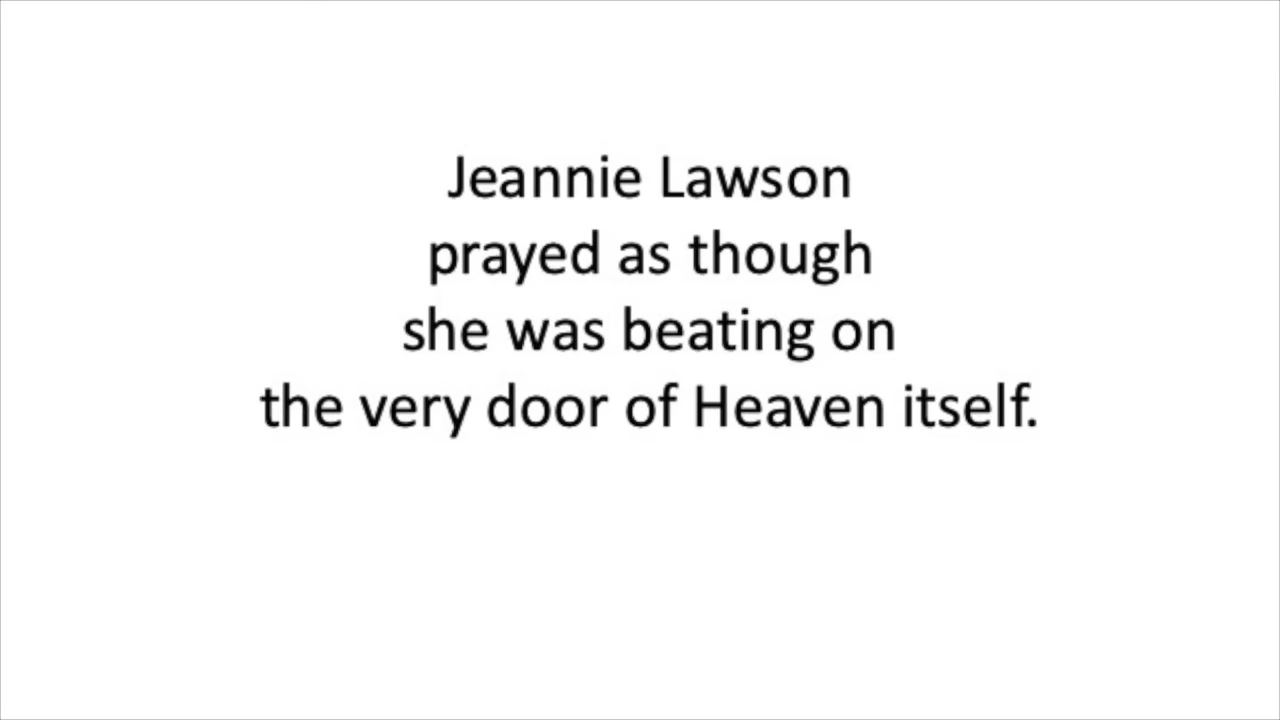 Jeannie Lawson
prayed as though
she was beating on
the very door of Heaven itself.